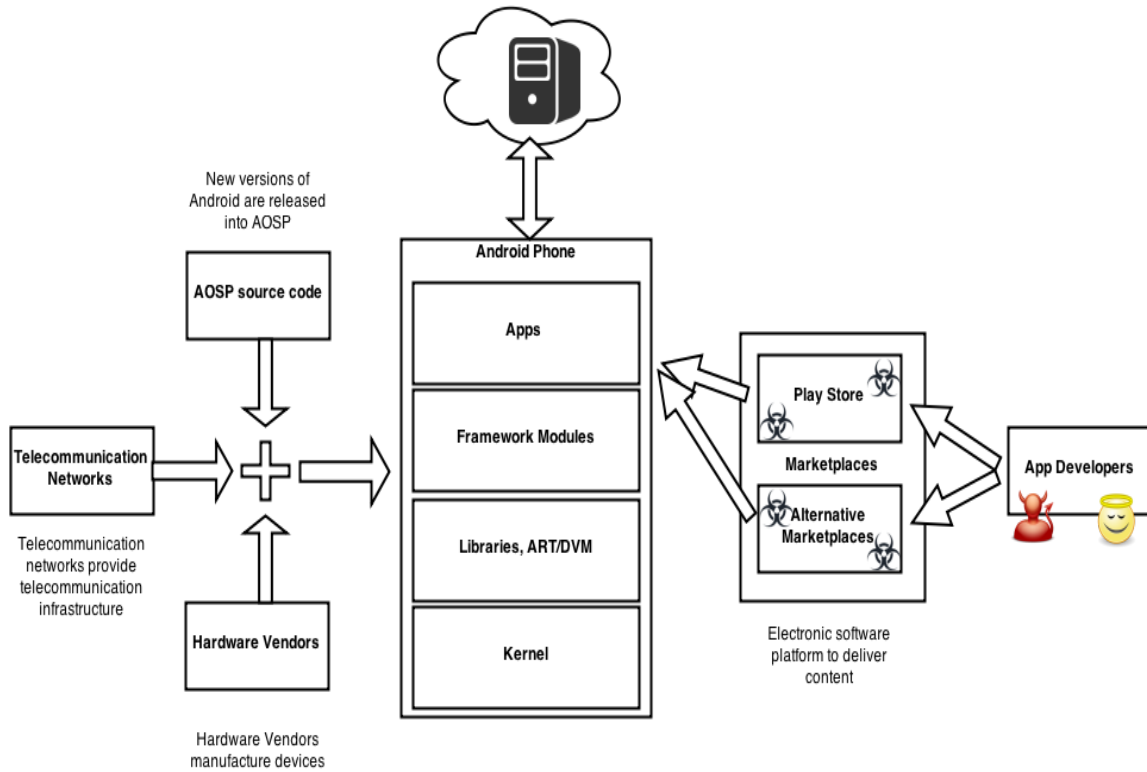 New versions of
Android are released
into AOSP
AOSP source code
Telecommunication
Networks
Telecommunication
networks provide
telecommunication
infrastructure
Hardware Vendors
Hardware Vendors
manufacture devices
Android Phone
Apps
Framework Modules
Libraries, ART/DVM
Kernel
Play Store
Marketplaces
Alternative
Marketplaces
Electronic software
platform to deliver
content
App Developers